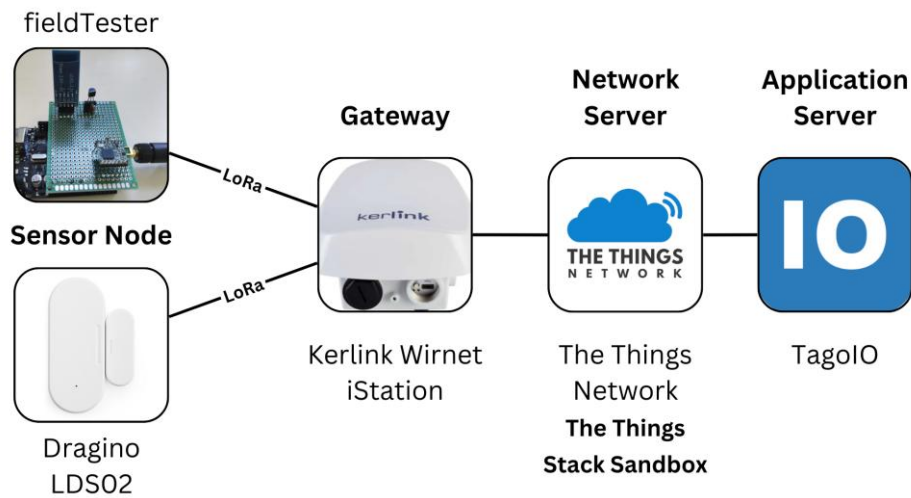 fieldTester
Sensor Node
Dragino
LDS02
LoRa
LoRa
Gateway
kerlink
Kerlink Wirnet
iStation
Network
Server
THE THINGS
NETWORK
The Things
Network
The Things
Stack Sandbox
Application
Server
IO
TagoIO